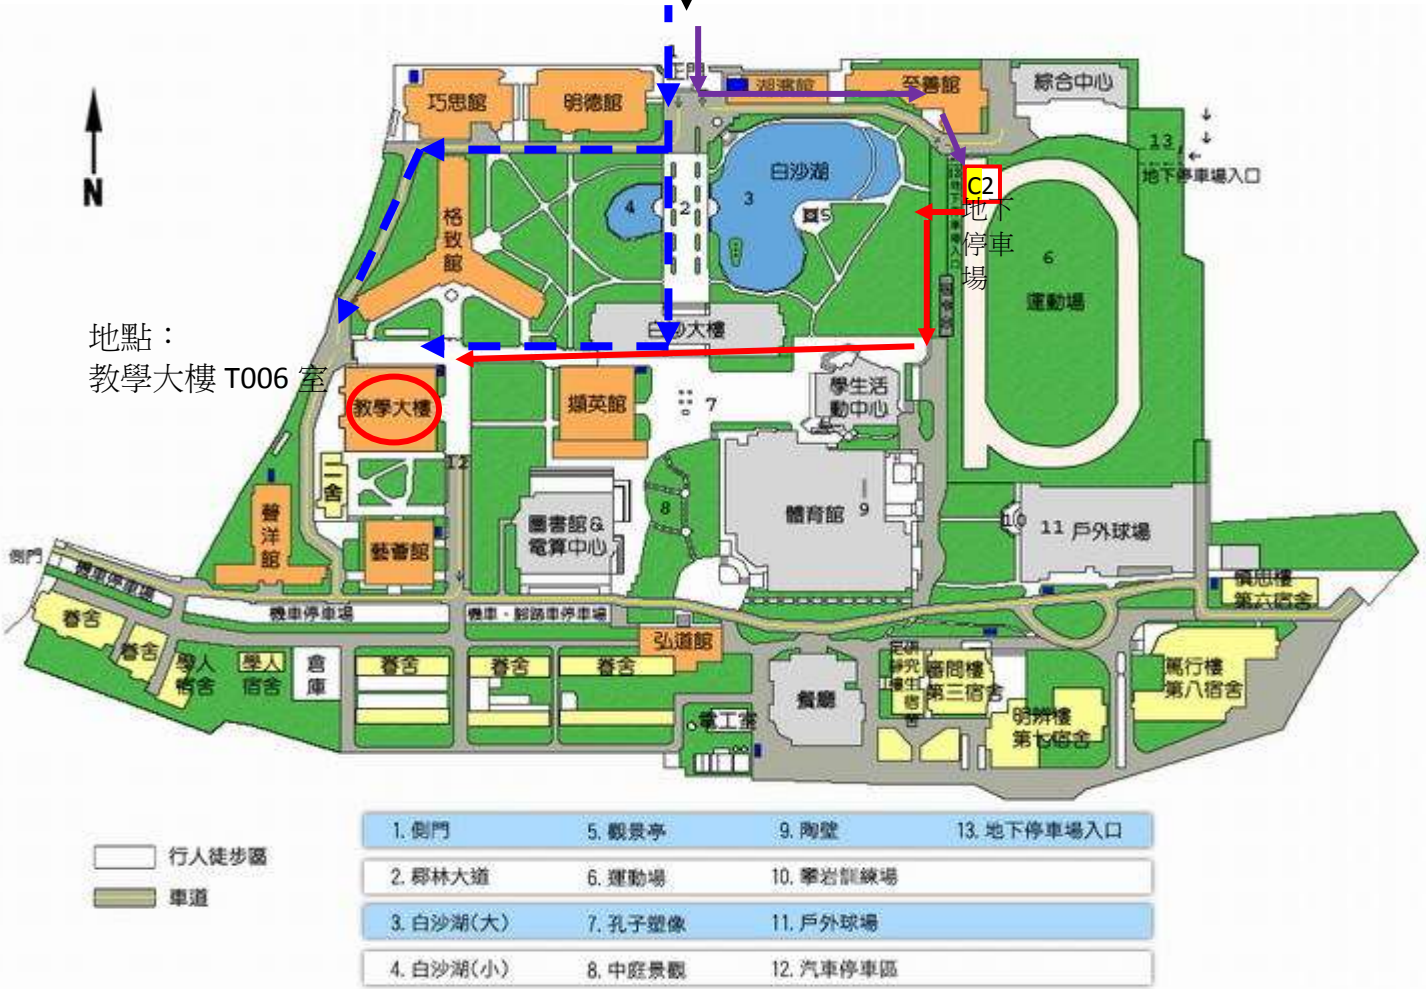 正門
巧思館
明德館
湖濱館
至善館
綜合中心
N
13
地下停車場入口
白沙湖
C2
地下
停車
場
格致館
4
2
3
5
6
運動場
白沙大樓
地點：
教學大樓 T006 室
教學大樓
擷英館
7
學生活
動中心
12
二舍
聲洋館
藝薈館
圖書館&
電算中心
8
體育館
9
11 戶外球場
側門
機車停車場
機車停車場
機車、腳踏車停車場
慎思樓
第六宿舍
眷舍
眷舍
學人
宿舍
學人
宿舍
倉庫
眷舍
眷舍
眷舍
弘道館
電工室
餐廳
審問樓
第三宿舍
明辨樓
第七宿舍
篤行樓
第八宿舍
行人徒步區
車道
1. 側門
5. 觀景亭
9. 陶壁
13. 地下停車場入口
2. 椰林大道
6. 運動場
10. 攀岩訓練場
3. 白沙湖(大)
7. 孔子塑像
11. 戶外球場
4. 白沙湖(小)
8. 中庭景觀
12. 汽車停車區